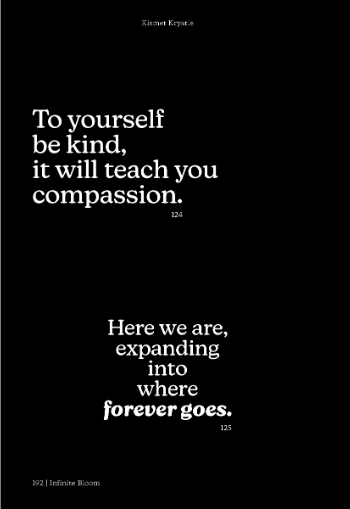 Kismet Krystle
To yourself
be kind,
it will teach you
compassion.
124
Here we are,
expanding
into
where
forever goes.
125
192 | Infinite Bloom